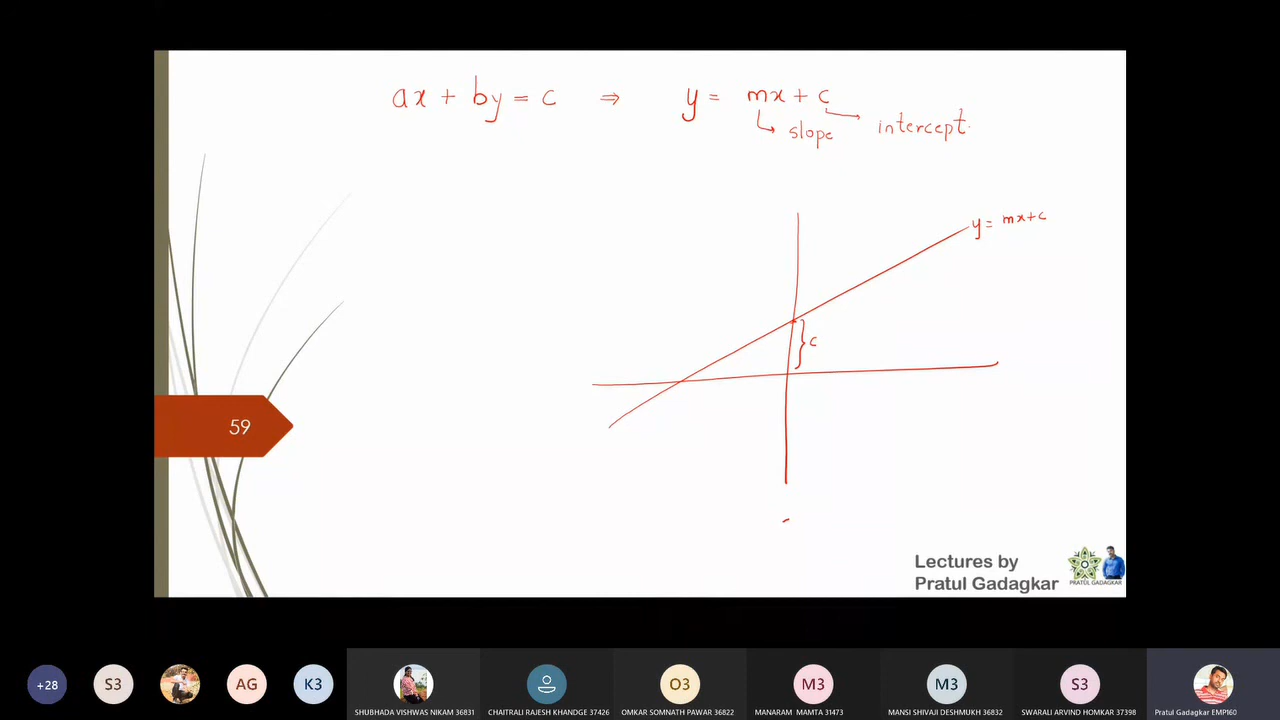 ax + by = c ⇒ y = mx + c
slope
intercept.
y = mx+c
c
59
Lectures by
Pratul Gadagkar
PRATUL GADAGKAR
+28
S3
AG
K3
O3
M3
M3
S3
SHUBHADA VISHWAS NIKAM 36831
CHAITRALI RAJESH KHANDGE 37426
OMKAR SOMNATH PAWAR 36822
MANARAM MAMTA 31473
MANSI SHIVAJI DESHMUKH 36832
SWARALI ARVIND HOMKAR 37398
Pratul Gadagkar EMP160